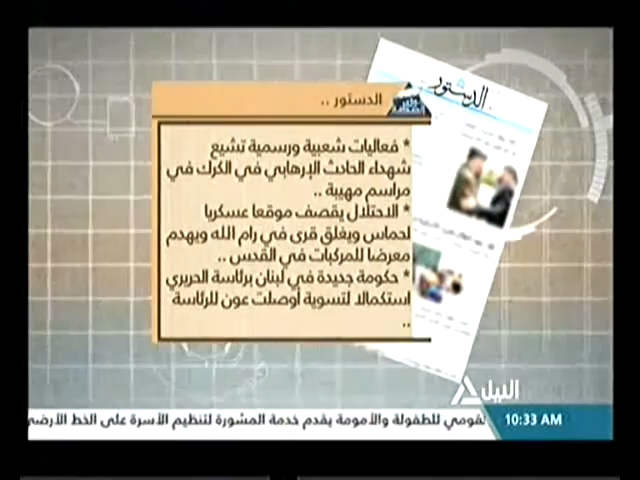 الدستور ..
الدستور
* فعاليات شعبية ورسمية تشيع
شهداء الحادث الإرهابي في الكرك في
مراسم مهيبة ..
* الاحتلال يقصف موقعا عسكريا
لحماس ويغلق قرى في رام الله ويهدم
معرضا للمركبات في القدس ..
* حكومة جديدة في لبنان برئاسة الحريري
استكمالا لتسوية أوصلت عون للرئاسة
..
النيل
لقومي للطفولة والأمومة يقدم خدمة المشورة لتنظيم الأسرة على الخط الأرضي
10:33 AM